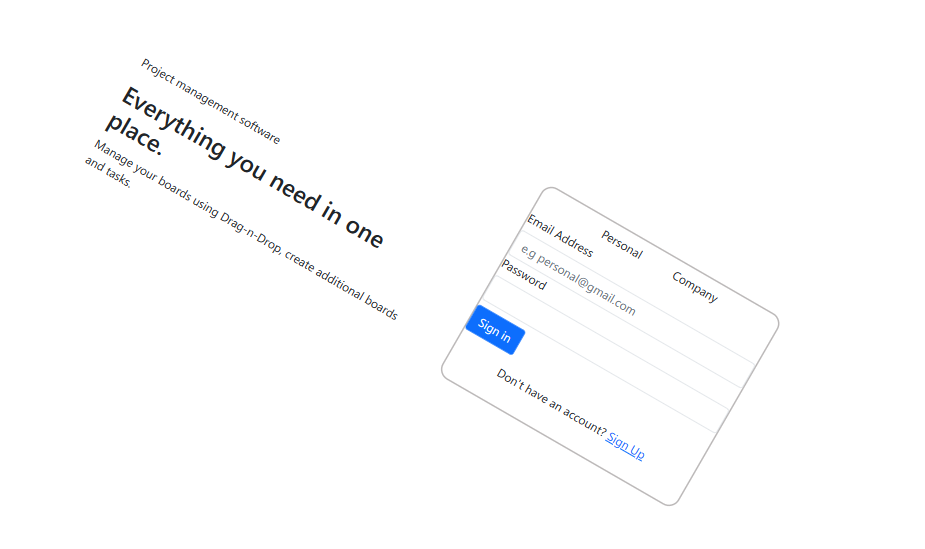 Project management software
Everything you need in one
place.
Manage your boards using Drag-n-Drop, create additional boards
and tasks.
Personal
Company
Email Address
e.g personal@gmail.com
Password
Sign in
Don't have an account? Sign Up